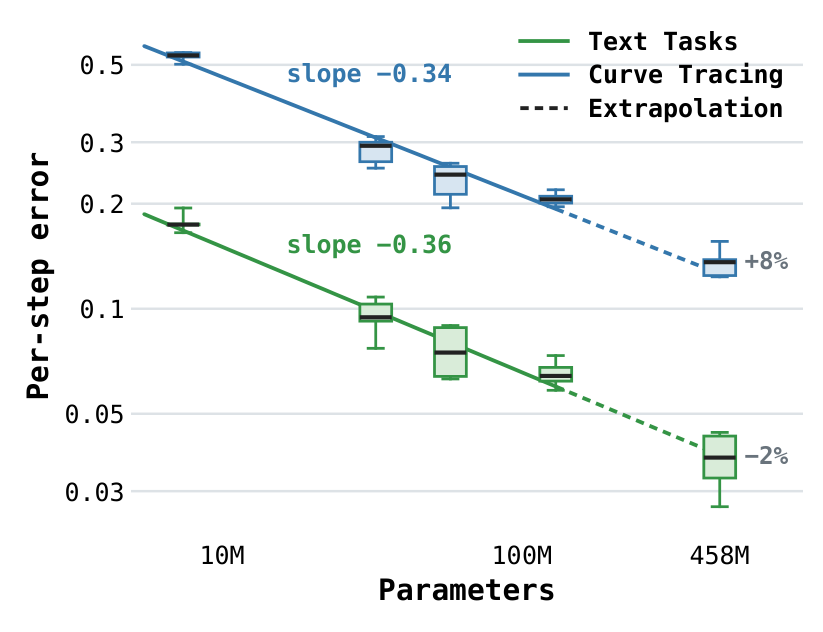 Text Tasks
Curve Tracing
Extrapolation
slope −0.34
slope −0.36
+8%
−2%
0.5
0.3
0.2
0.1
0.05
0.03
Per-step error
10M
100M
458M
Parameters